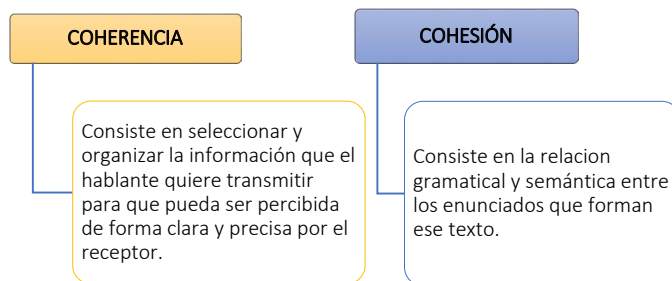 COHERENCIA
Consiste en seleccionar y
organizar la información que el
hablante quiere transmitir
para que pueda ser percibida
de forma clara y precisa por el
receptor.
COHESIÓN
Consiste en la relacion
gramatical y semántica entre
los enunciados que forman
ese texto.